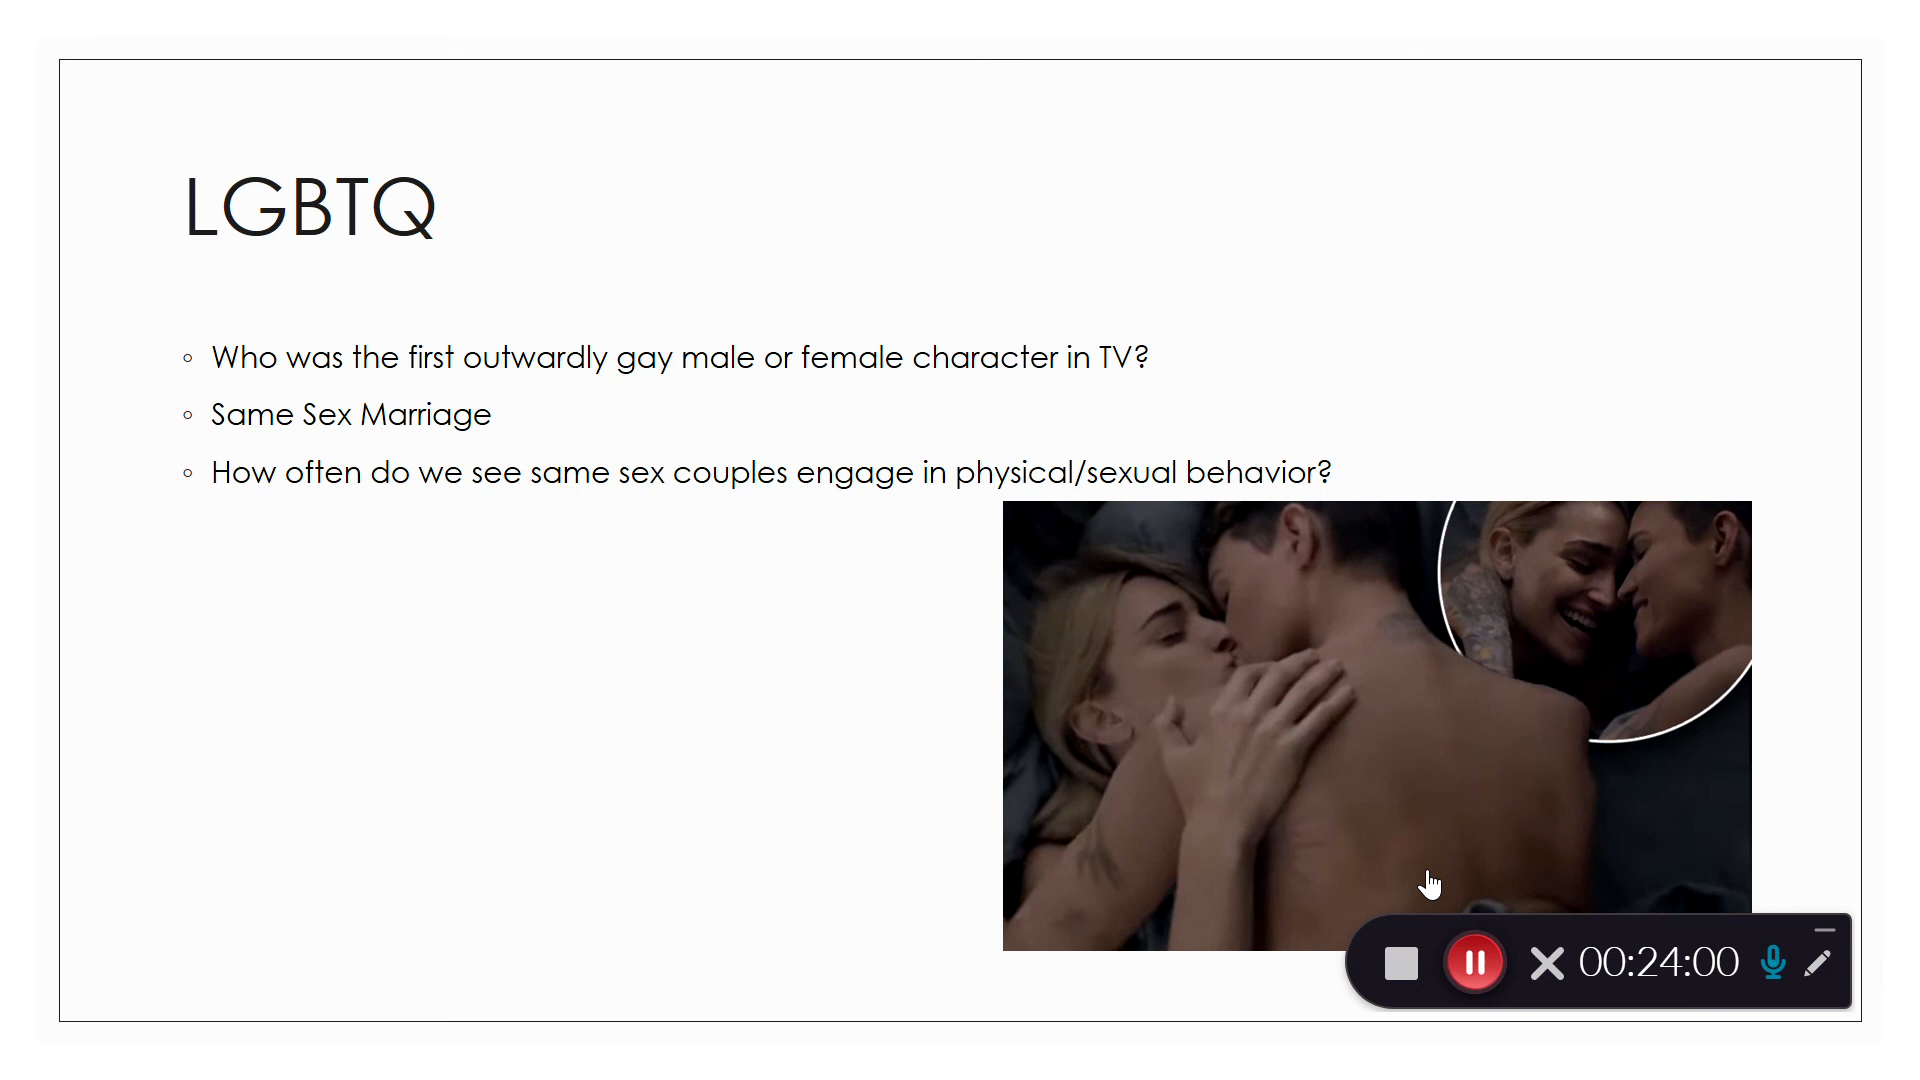 LGBTQ
◦ Who was the first outwardly gay male or female character in TV?
◦ Same Sex Marriage
◦ How often do we see same sex couples engage in physical/sexual behavior?
00:24:00